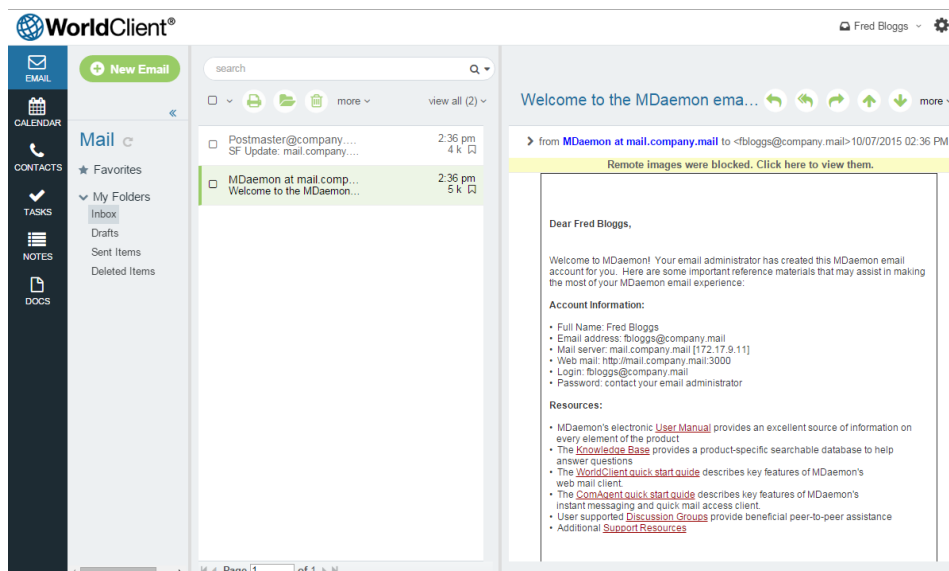 WorldClient®
Fred Bloggs
EMAIL
CALENDAR
CONTACTS
TASKS
NOTES
DOCS
New Email
«
Mail
Favorites
My Folders
Inbox
Drafts
Sent Items
Deleted Items
search
more
view all (2)
Postmaster@company.... 2:36 pm
SF Update: mail.company.... 4 k
MDaemon at mail.comp... 2:36 pm
Welcome to the MDaemon... 5 k
Page 1 of 1
Welcome to the MDaemon ema...
more
from MDaemon at mail.company.mail to <fbloggs@company.mail>10/07/2015 02:36 PM
Remote images were blocked. Click here to view them.
Dear Fred Bloggs,
Welcome to MDaemon! Your email administrator has created this MDaemon email
account for you. Here are some important reference materials that may assist in making
the most of your MDaemon email experience:
Account Information:
• Full Name: Fred Bloggs
• Email address: fbloggs@company.mail
• Mail server: mail.company.mail [172.17.9.11]
• Web mail: http://mail.company.mail:3000
• Login: fbloggs@company.mail
• Password: contact your email administrator
Resources:
• MDaemon's electronic User Manual provides an excellent source of information on
every element of the product
• The Knowledge Base provides a product-specific searchable database to help
answer questions
• The WorldClient quick start guide describes key features of MDaemon's
web mail client.
• The ComAgent quick start guide describes key features of MDaemon's
instant messaging and quick mail access client.
• User supported Discussion Groups provide beneficial peer-to-peer assistance
• Additional Support Resources